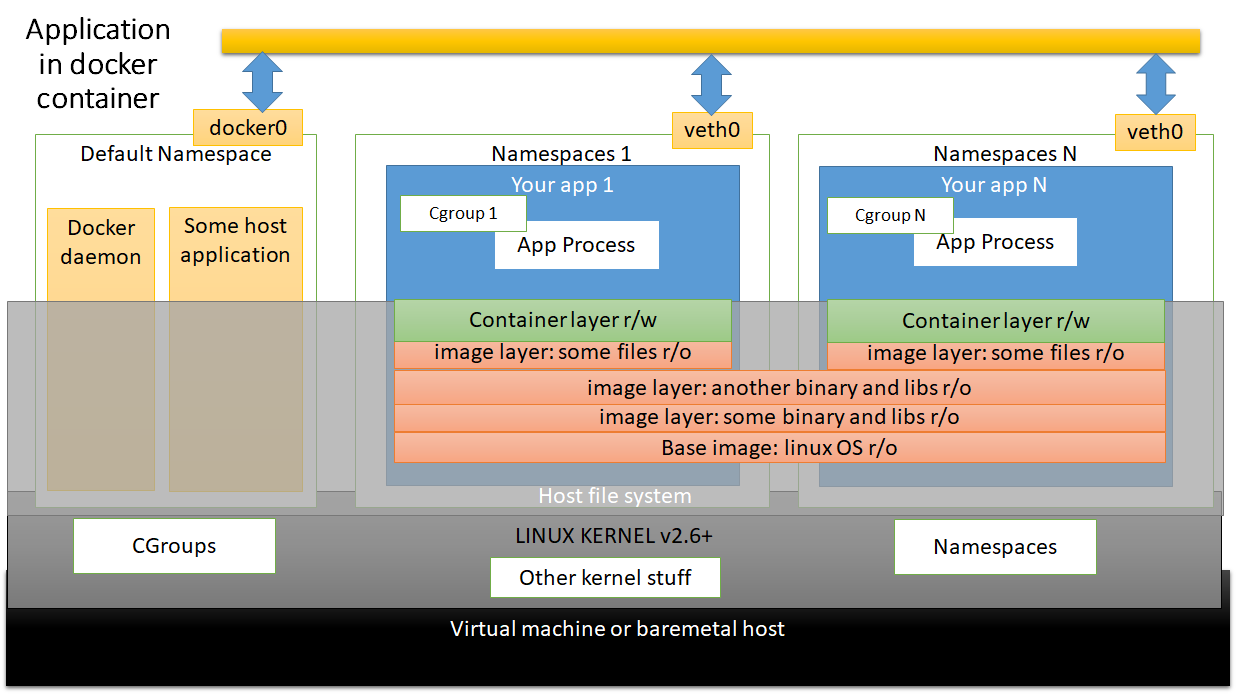 Application
in docker
container
docker0
veth0
veth0
Default Namespace
Namespaces 1
Namespaces N
Your app 1
Your app N
Cgroup 1
Cgroup N
Docker
daemon
Some host
application
App Process
App Process
Container layer r/w
Container layer r/w
image layer: some files r/o
image layer: some files r/o
image layer: another binary and libs r/o
image layer: some binary and libs r/o
Base image: linux OS r/o
Host file system
LINUX KERNEL v2.6+
CGroups
Namespaces
Other kernel stuff
Virtual machine or baremetal host